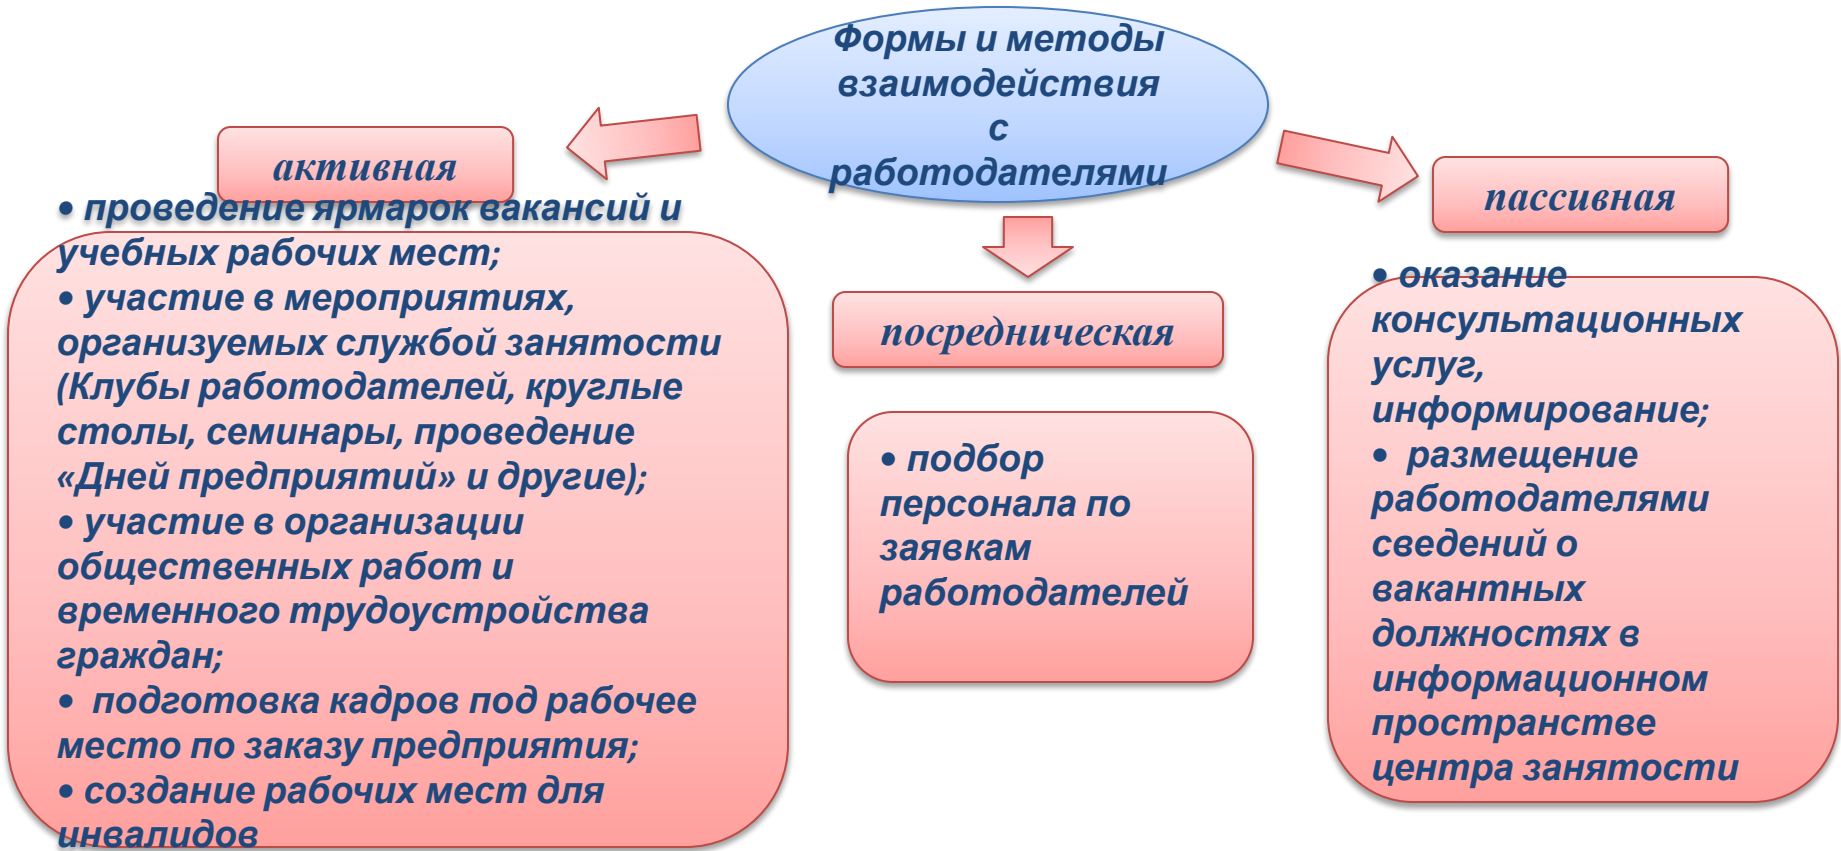 Формы и методы
взаимодействия
с
работодателями
активная
• проведение ярмарок вакансий и
учебных рабочих мест;
• участие в мероприятиях,
организуемых службой занятости
(Клубы работодателей, круглые
столы, семинары, проведение
«Дней предприятий» и другие);
• участие в организации
общественных работ и
временного трудоустройства
граждан;
• подготовка кадров под рабочее
место по заказу предприятия;
• создание рабочих мест для
инвалидов
посредническая
• подбор
персонала по
заявкам
работодателей
пассивная
• оказание
консультационных
услуг,
информирование;
• размещение
работодателями
сведений о
вакантных
должностях в
информационном
пространстве
центра занятости